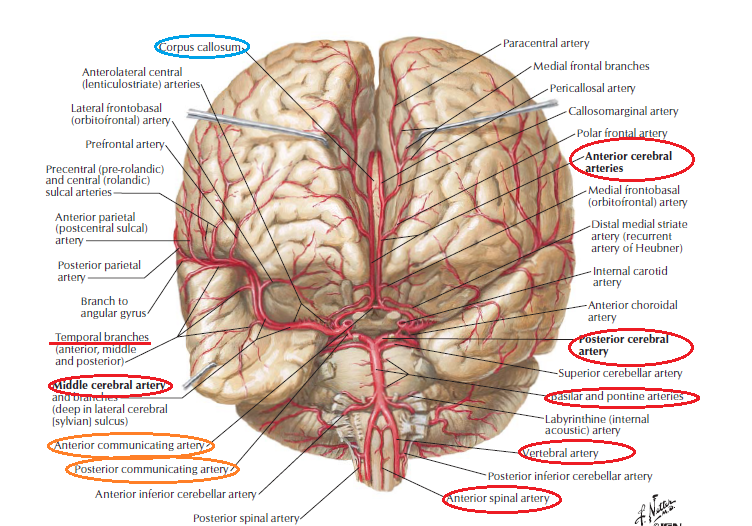 Corpus callosum
Anterolateral central
(lenticulostriate) arteries
Lateral frontobasal
(orbitofrontal) artery
Prefrontal artery
Precentral (pre-rolandic)
and central (rolandic)
sulcal arteries
Anterior parietal
(postcentral sulcal)
artery
Posterior parietal
artery
Branch to
angular gyrus
Temporal branches
(anterior, middle
and posterior)
Middle cerebral artery
and branches
(deep in lateral cerebral
[sylvian] sulcus)
Anterior communicating artery
Posterior communicating artery
Anterior inferior cerebellar artery
Posterior spinal artery
Paracentral artery
Medial frontal branches
Pericallosal artery
Callosomarginal artery
Polar frontal artery
Anterior cerebral
arteries
Medial frontobasal
(orbitofrontal) artery
Distal medial striate
artery (recurrent
artery of Heubner)
Internal carotid
artery
Anterior choroidal
artery
Posterior cerebral
artery
Superior cerebellar artery
Basilar and pontine arteries
Labyrinthine (internal
acoustic) artery
Vertebral artery
Posterior inferior cerebellar artery
Anterior spinal artery
F. Netter
M.D.